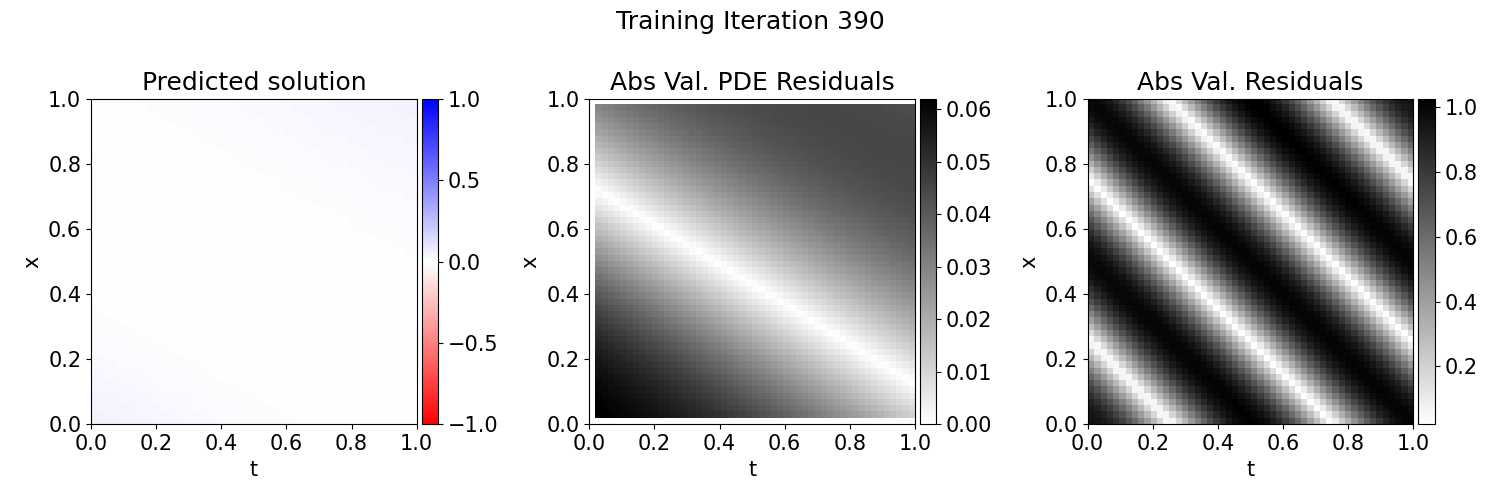 Training Iteration 390
Predicted solution
x
1.0
0.8
0.6
0.4
0.2
0.0
0.0 0.2 0.4 0.6 0.8 1.0
t
1.0
0.5
0.0
−0.5
−1.0
Abs Val. PDE Residuals
x
1.0
0.8
0.6
0.4
0.2
0.0
0.0 0.2 0.4 0.6 0.8 1.0
t
0.06
0.05
0.04
0.03
0.02
0.01
0.00
Abs Val. Residuals
x
1.0
0.8
0.6
0.4
0.2
0.0
0.0 0.2 0.4 0.6 0.8 1.0
t
1.0
0.8
0.6
0.4
0.2